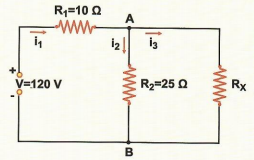 R₁=10 Ω
A
i₁
i₂
i₃
+
V=120 V
-
R₂=25 Ω
Rₓ
B